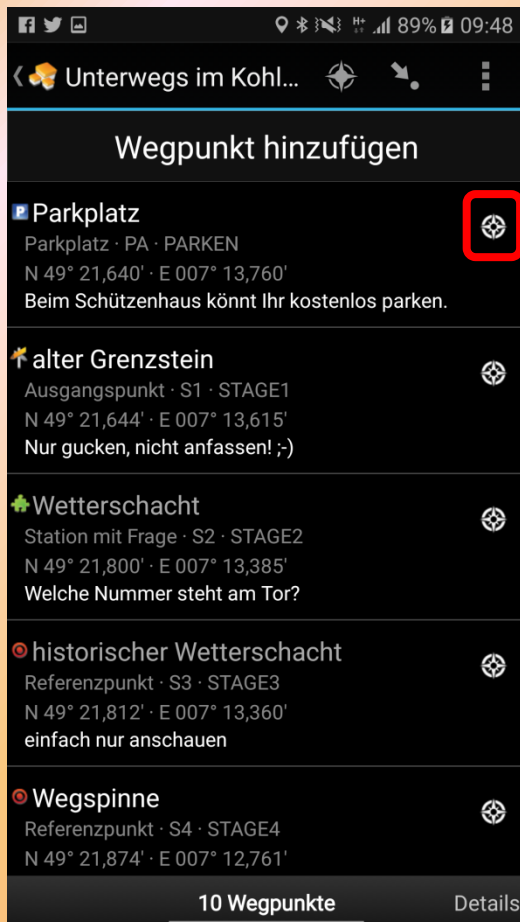 89% 09:48
Unterwegs im Kohl...
Wegpunkt hinzufügen
Parkplatz
Parkplatz · PA · PARKEN
N 49° 21,640' · E 007° 13,760'
Beim Schützenhaus könnt Ihr kostenlos parken.
alter Grenzstein
Ausgangspunkt · S1 · STAGE1
N 49° 21,644' · E 007° 13,615'
Nur gucken, nicht anfassen! ;-)
Wetterschacht
Station mit Frage · S2 · STAGE2
N 49° 21,800' · E 007° 13,385'
Welche Nummer steht am Tor?
historischer Wetterschacht
Referenzpunkt · S3 · STAGE3
N 49° 21,812' · E 007° 13,360'
einfach nur anschauen
Wegspinne
Referenzpunkt · S4 · STAGE4
N 49° 21,874' · E 007° 12,761'
10 Wegpunkte Details